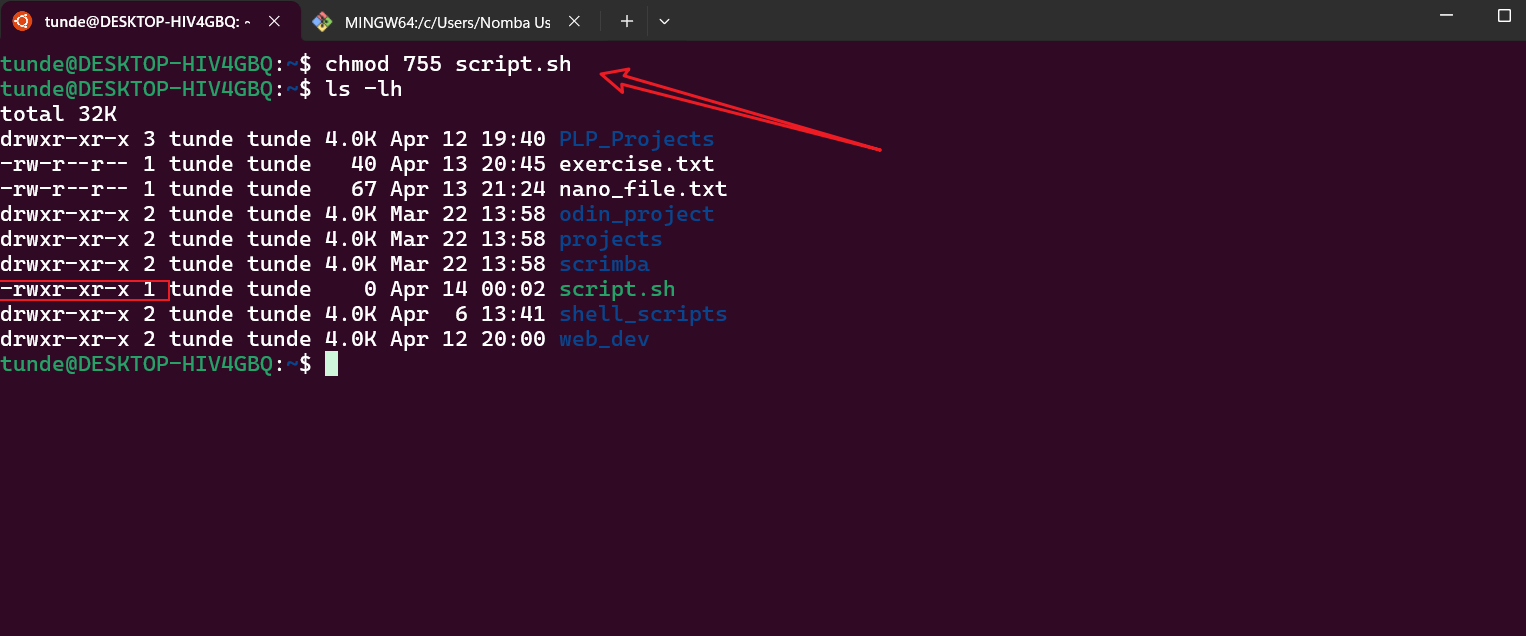 tunde@DESKTOP-HIV4GBQ: ~
MINGW64:/c/Users/Nomba Us
tunde@DESKTOP-HIV4GBQ:~$ chmod 755 script.sh
tunde@DESKTOP-HIV4GBQ:~$ ls -lh
total 32K
drwxr-xr-x 3 tunde tunde 4.0K Apr 12 19:40 PLP_Projects
-rw-r--r-- 1 tunde tunde   40 Apr 13 20:45 exercise.txt
-rw-r--r-- 1 tunde tunde   67 Apr 13 21:24 nano_file.txt
drwxr-xr-x 2 tunde tunde 4.0K Mar 22 13:58 odin_project
drwxr-xr-x 2 tunde tunde 4.0K Mar 22 13:58 projects
drwxr-xr-x 2 tunde tunde 4.0K Mar 22 13:58 scrimba
-rwxr-xr-x 1 tunde tunde    0 Apr 14 00:02 script.sh
drwxr-xr-x 2 tunde tunde 4.0K Apr  6 13:41 shell_scripts
drwxr-xr-x 2 tunde tunde 4.0K Apr 12 20:00 web_dev
tunde@DESKTOP-HIV4GBQ:~$